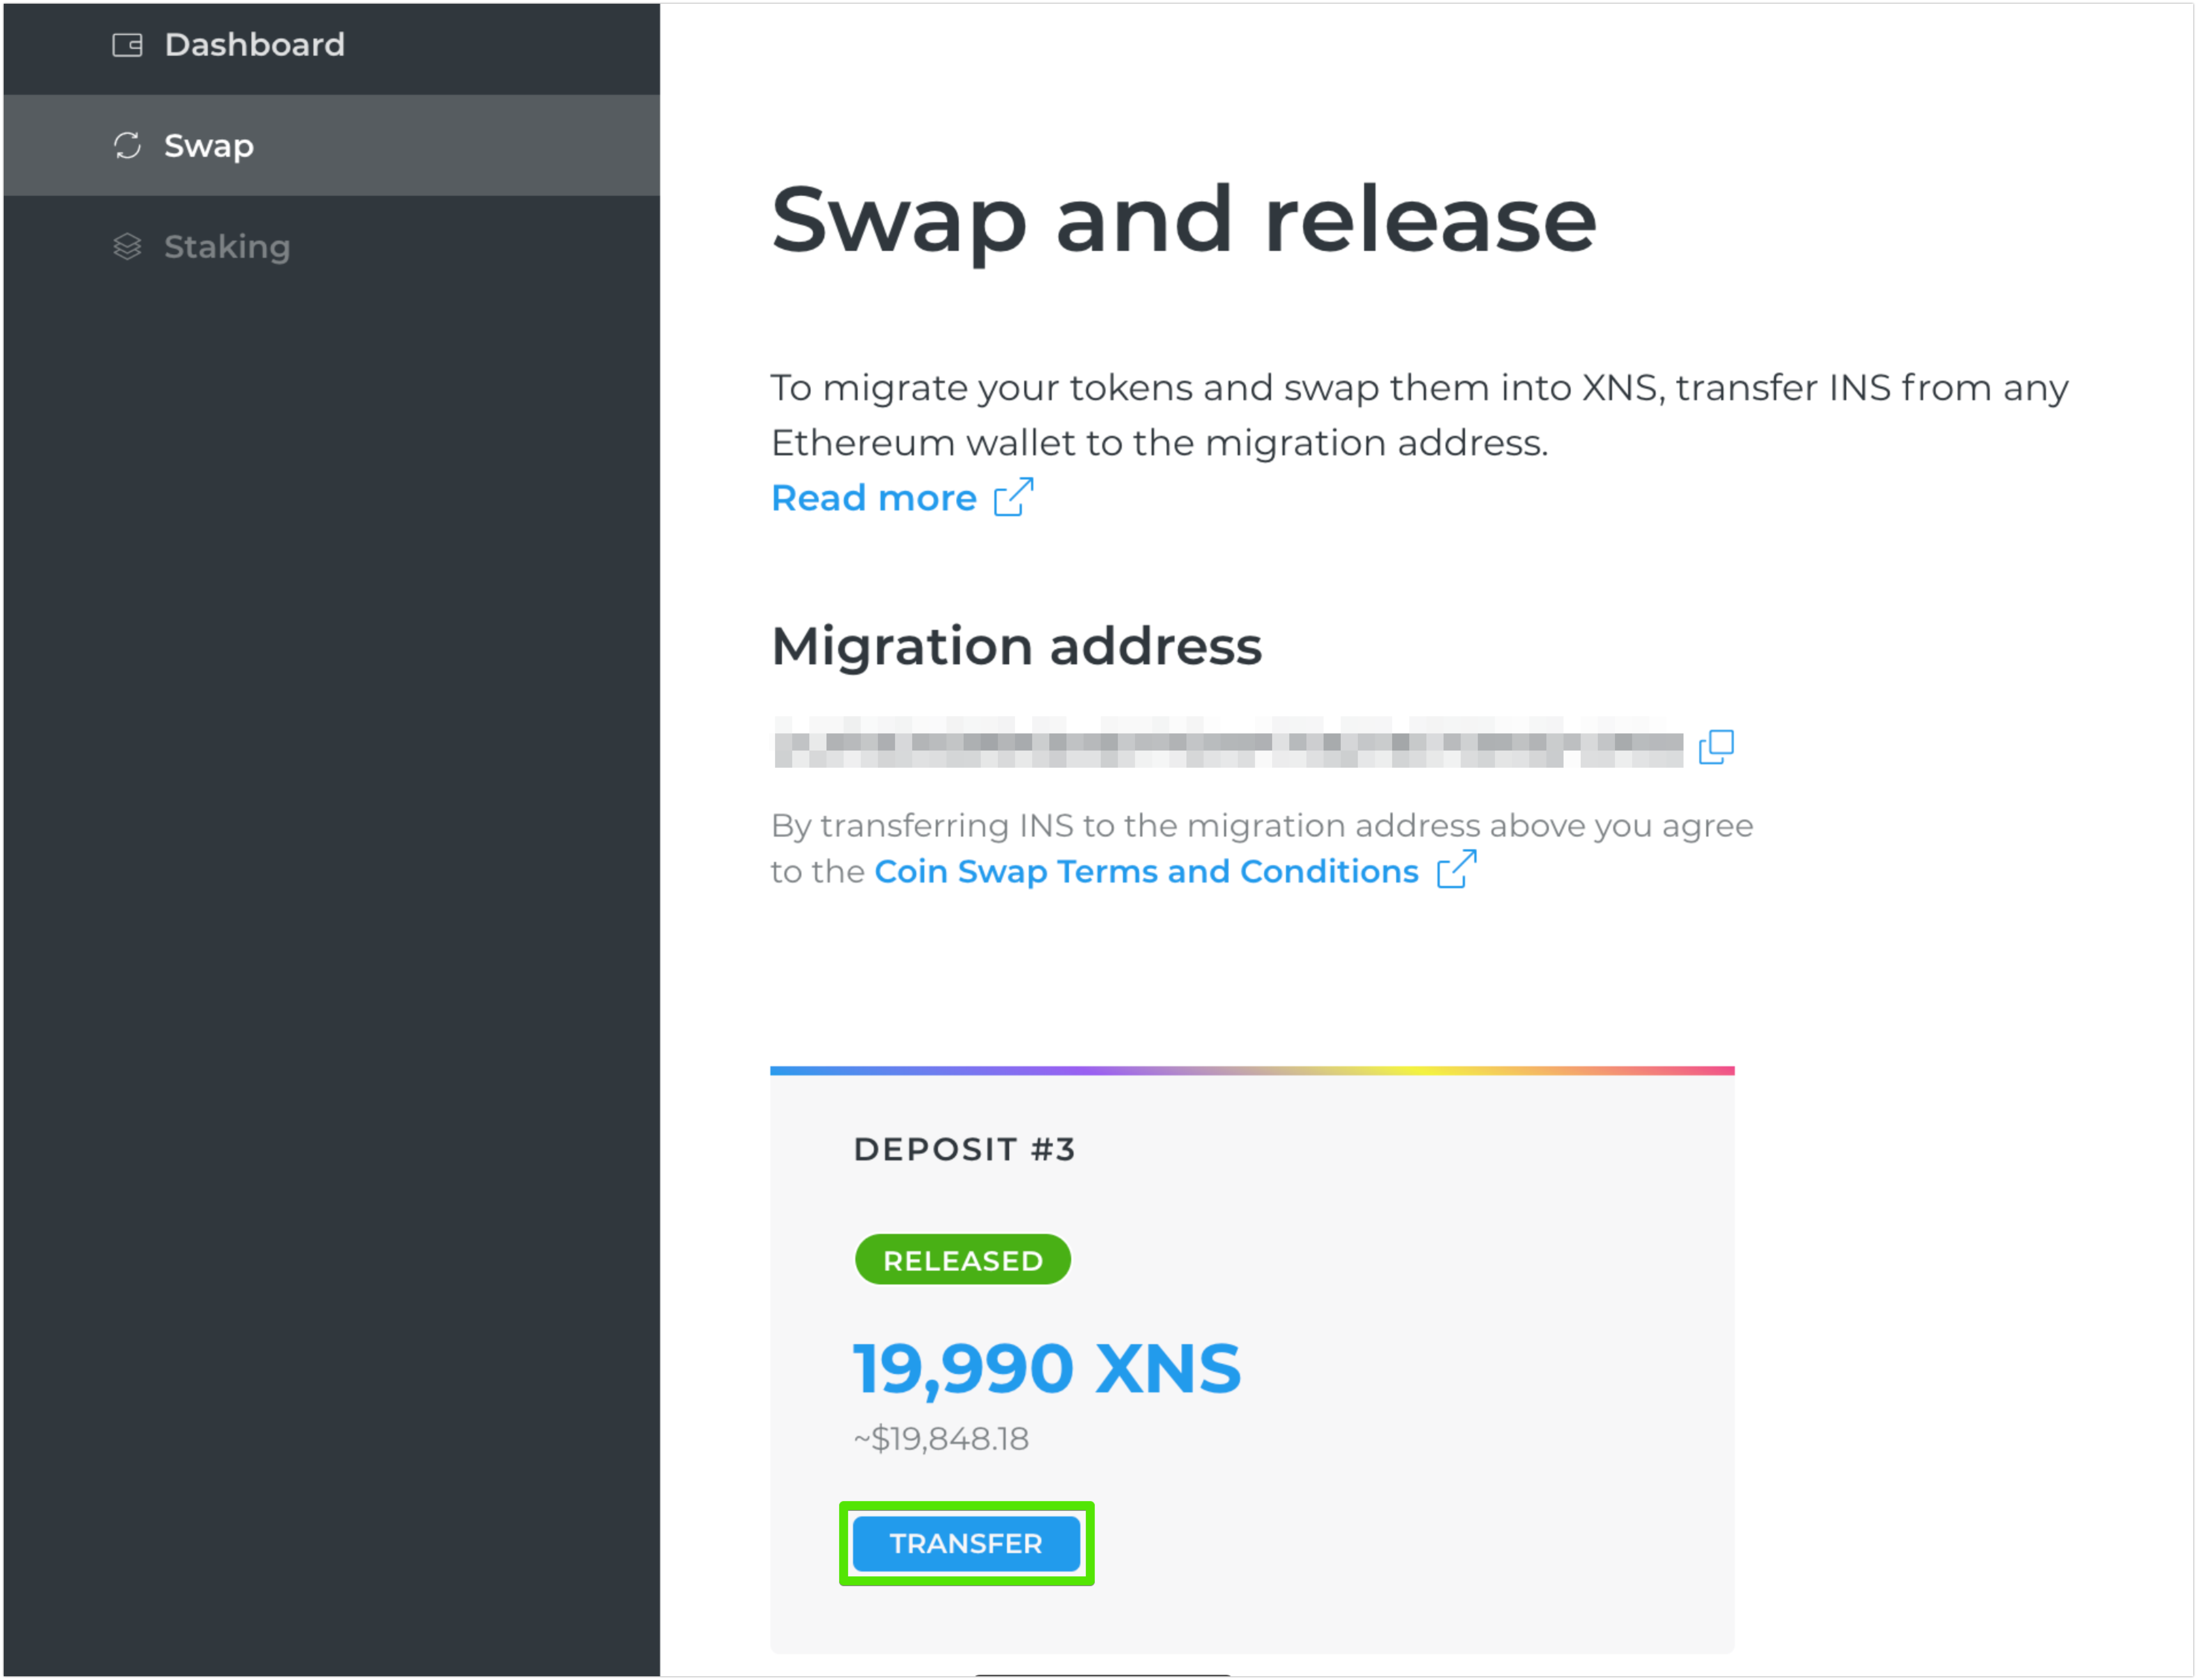 Dashboard
Swap
Staking
Swap and release
To migrate your tokens and swap them into XNS, transfer INS from any
Ethereum wallet to the migration address.
Read more
Migration address
By transferring INS to the migration address above you agree
to the Coin Swap Terms and Conditions
DEPOSIT #3
RELEASED
19,990 XNS
~$19,848.18
TRANSFER